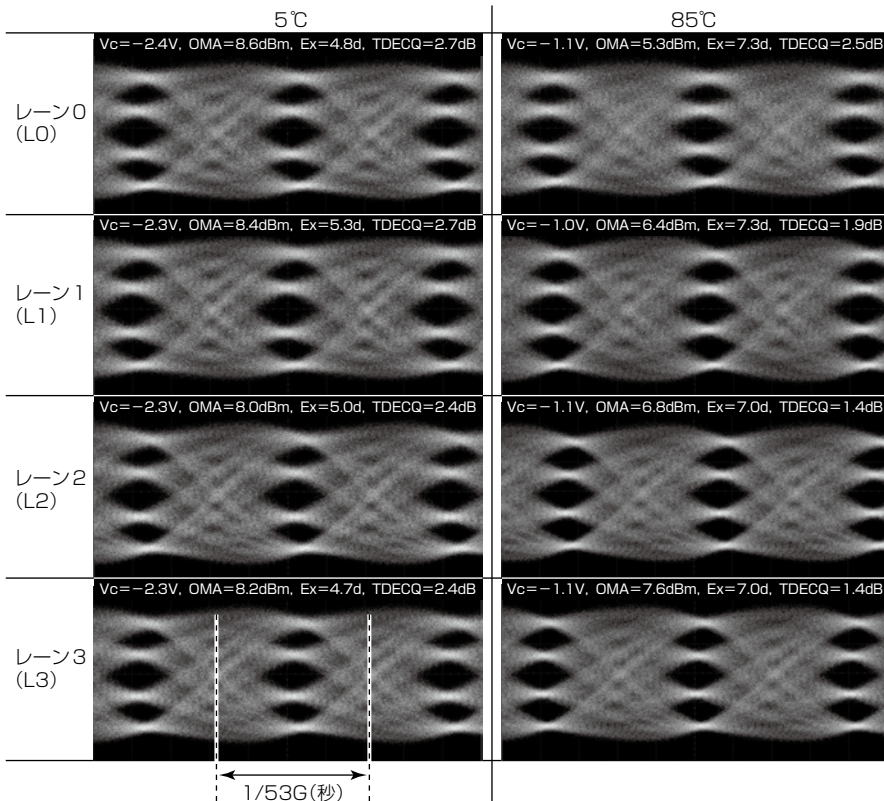 5℃
85℃
レーン0
(L0)
Vc=−2.4V, OMA=8.6dBm, Ex=4.8d, TDECQ=2.7dB
Vc=−1.1V, OMA=5.3dBm, Ex=7.3d, TDECQ=2.5dB
レーン1
(L1)
Vc=−2.3V, OMA=8.4dBm, Ex=5.3d, TDECQ=2.7dB
Vc=−1.0V, OMA=6.4dBm, Ex=7.3d, TDECQ=1.9dB
レーン2
(L2)
Vc=−2.3V, OMA=8.0dBm, Ex=5.0d, TDECQ=2.4dB
Vc=−1.1V, OMA=6.8dBm, Ex=7.0d, TDECQ=1.4dB
レーン3
(L3)
Vc=−2.3V, OMA=8.2dBm, Ex=4.7d, TDECQ=2.4dB
Vc=−1.1V, OMA=7.6dBm, Ex=7.0d, TDECQ=1.4dB
1/53G(秒)